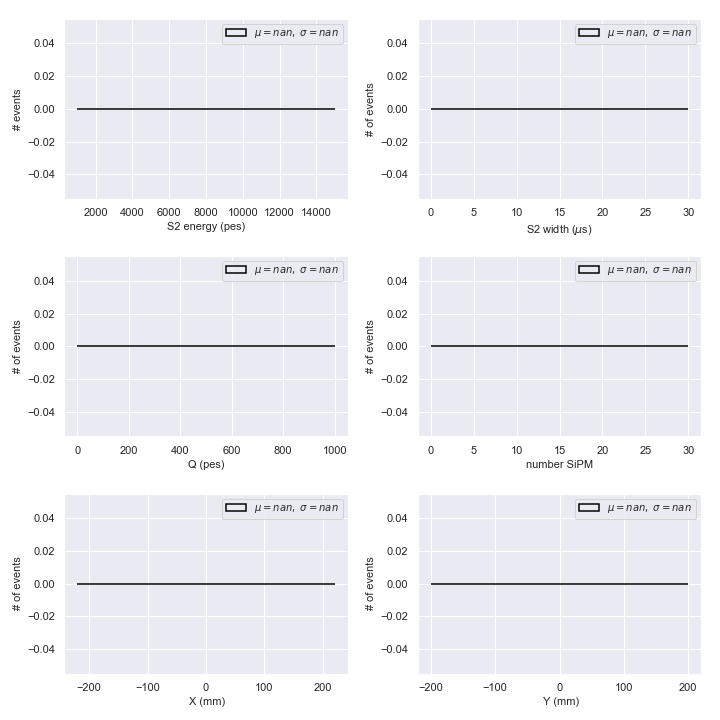 μ = nan, σ = nan
0.04
0.02
0.00
−0.02
−0.04
# events
2000 4000 6000 8000 10000 12000 14000
S2 energy (pes)
μ = nan, σ = nan
0.04
0.02
0.00
−0.02
−0.04
# of events
0 5 10 15 20 25 30
S2 width (μs)
μ = nan, σ = nan
0.04
0.02
0.00
−0.02
−0.04
# of events
0 200 400 600 800 1000
Q (pes)
μ = nan, σ = nan
0.04
0.02
0.00
−0.02
−0.04
# of events
0 5 10 15 20 25 30
number SiPM
μ = nan, σ = nan
0.04
0.02
0.00
−0.02
−0.04
# of events
−200 −100 0 100 200
X (mm)
μ = nan, σ = nan
0.04
0.02
0.00
−0.02
−0.04
# of events
−200 −100 0 100 200
Y (mm)